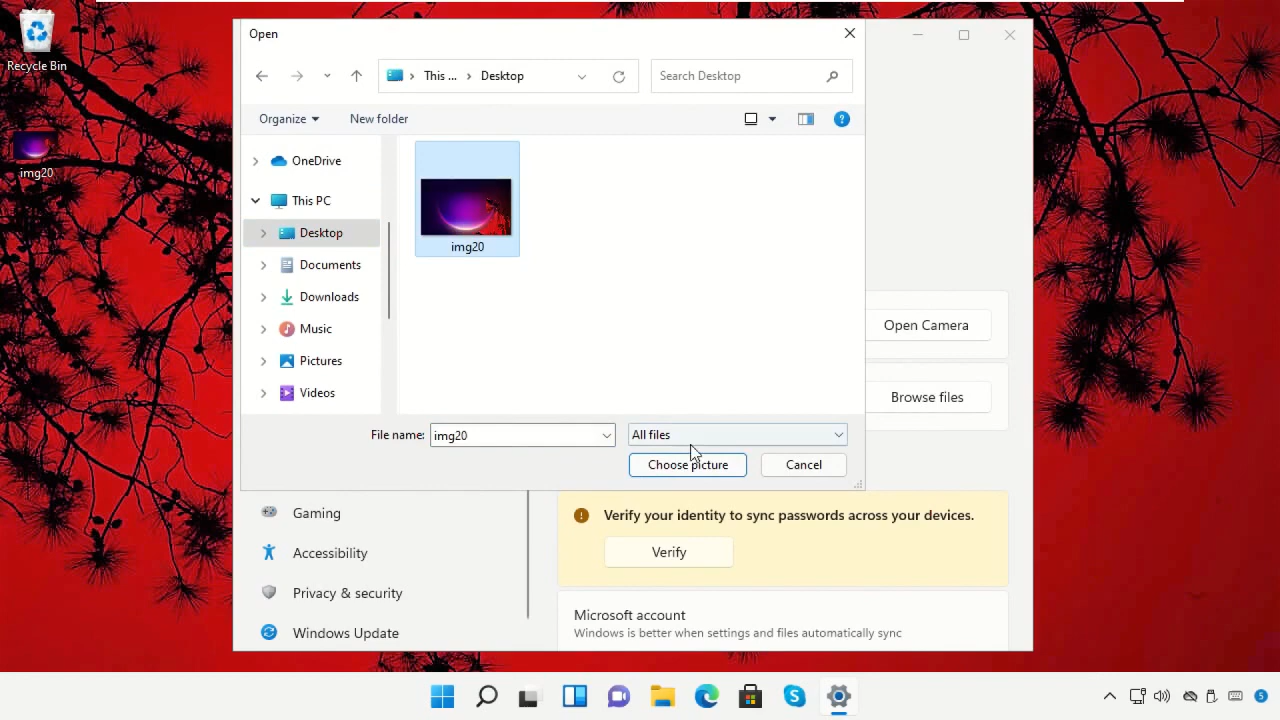 Recycle Bin
img20
Open
This ...
Desktop
Search Desktop
Organize
New folder
OneDrive
This PC
Desktop
Documents
Downloads
Music
Pictures
Videos
img20
File name:
img20
All files
Choose picture
Cancel
Open Camera
Browse files
Gaming
Accessibility
Privacy & security
Windows Update
Verify your identity to sync passwords across your devices.
Verify
Microsoft account
Windows is better when settings and files automatically sync
5